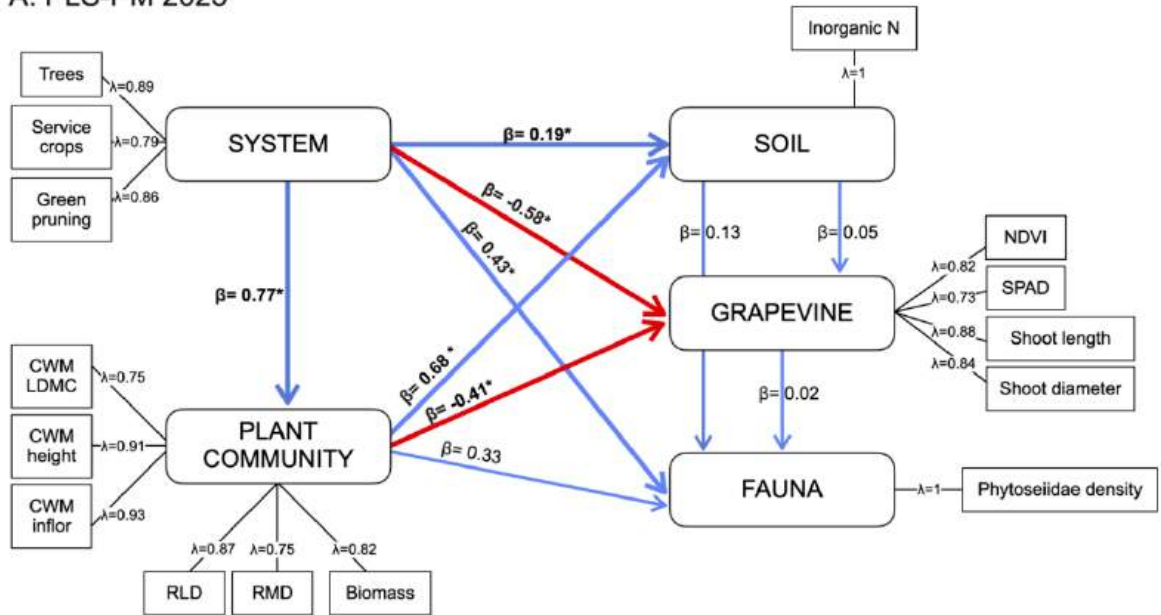 A. PLS-PM
Inorganic N
λ=1
Trees
λ=0.89
Service
crops
λ=0.79
Green
pruning
λ=0.86
SYSTEM
β= 0.19*
SOIL
β= -0.58*
β= 0.43*
β= 0.77*
β= 0.13
β= 0.05
GRAPEVINE
NDVI
λ=0.82
SPAD
λ=0.73
Shoot length
λ=0.88
Shoot diameter
λ=0.84
β= 0.68 *
β= -0.41*
β= 0.33
β= 0.02
CWM
LDMC
λ=0.75
CWM
height
λ=0.91
CWM
inflor
λ=0.93
PLANT
COMMUNITY
FAUNA
λ=1
Phytoseiidae density
λ=0.87
λ=0.75
λ=0.82
RLD
RMD
Biomass